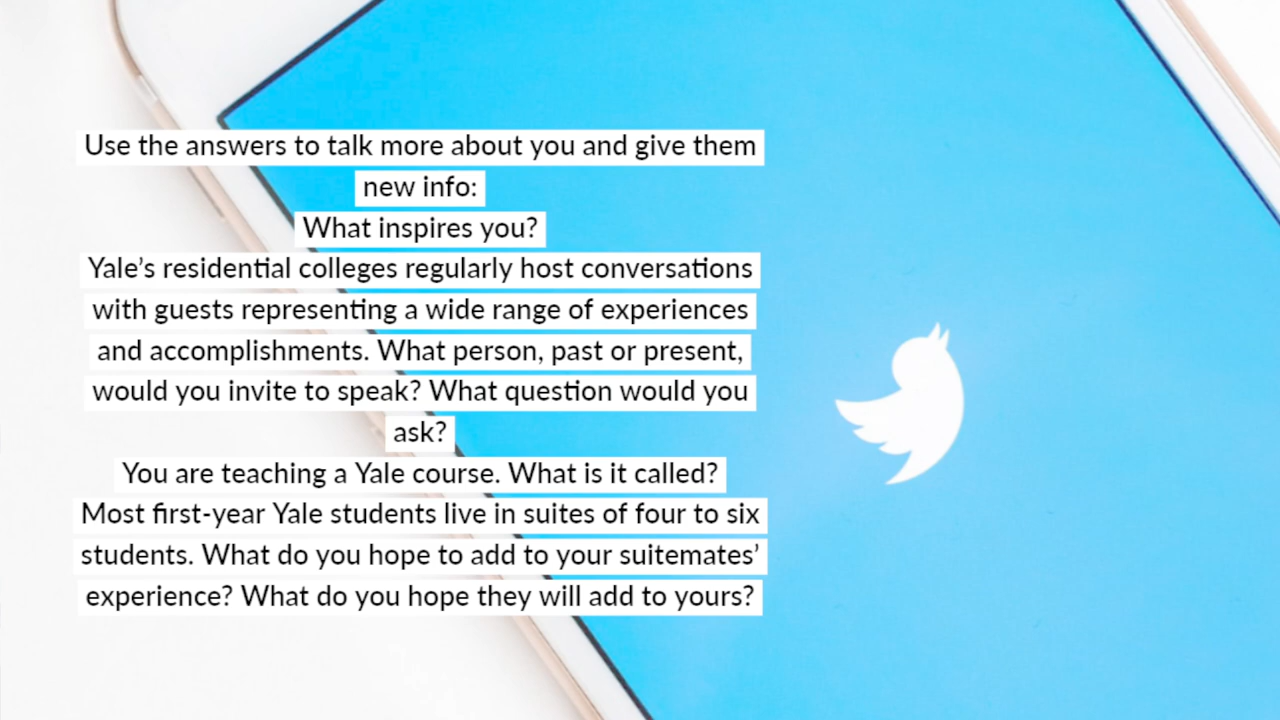 Use the answers to talk more about you and give them
new info:
What inspires you?
Yale’s residential colleges regularly host conversations
with guests representing a wide range of experiences
and accomplishments. What person, past or present,
would you invite to speak? What question would you
ask?
You are teaching a Yale course. What is it called?
Most first-year Yale students live in suites of four to six
students. What do you hope to add to your suitemates’
experience? What do you hope they will add to yours?